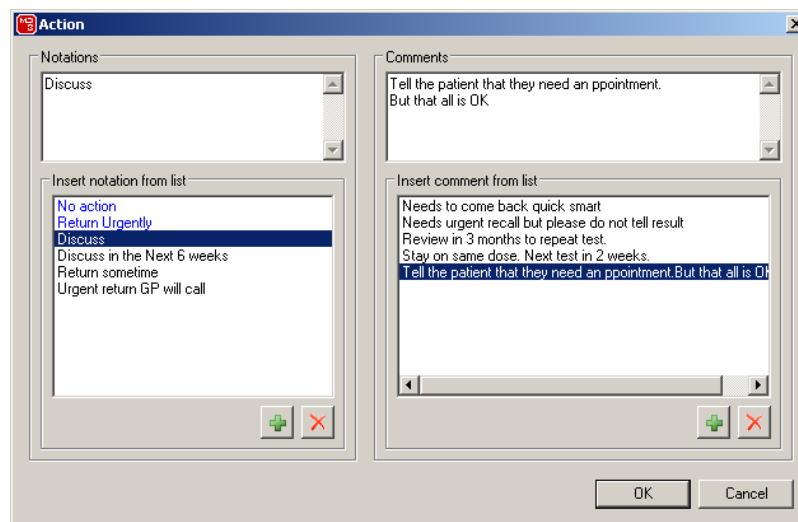 Action
Notations
Discuss
Insert notation from list
No action
Return Urgently
Discuss
Discuss in the Next 6 weeks
Return sometime
Urgent return GP will call
Comments
Tell the patient that they need an ppointment.
But that all is OK
Insert comment from list
Needs to come back quick smart
Needs urgent recall but please do not tell result
Review in 3 months to repeat test.
Stay on same dose. Next test in 2 weeks.
Tell the patient that they need an ppointment.But that all is
OK
Cancel